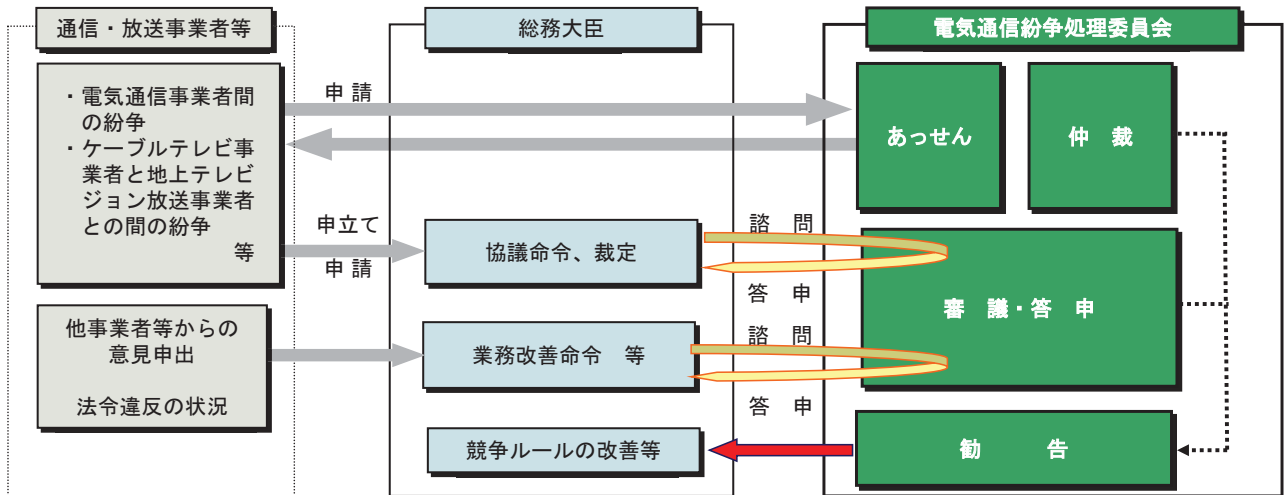 通信・放送事業者等
・電気通信事業者間
の紛争
・ケーブルテレビ事
業者と地上テレビ
ジョン放送事業者
との間の紛争
等
他事業者等からの
意見申出
法令違反の状況
申 請
申立て
申 請
総務大臣
協議命令、裁定
業務改善命令　等
競争ルールの改善等
諮　問
答　申
諮　問
答　申
電気通信紛争処理委員会
あっせん
仲　裁
審　議・答　申
勧　　告